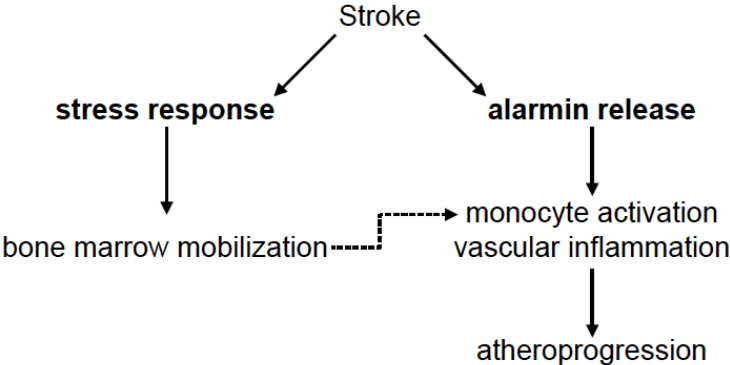 Stroke
stress response
alarmin release
monocyte activation
bone marrow mobilization
vascular inflammation
atheroprogression